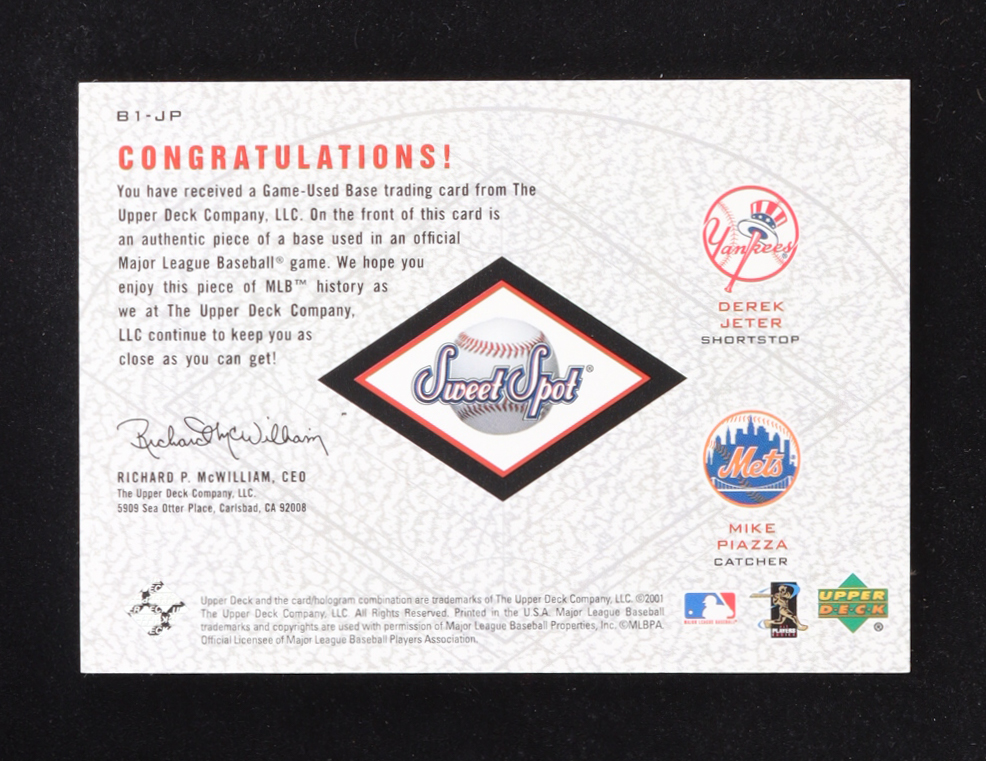 B1-JP
CONGRATULATIONS!
You have received a Game-Used Base trading card from The
Upper Deck Company, LLC. On the front of this card is
an authentic piece of a base used in an official
Major League Baseball® game. We hope you
enjoy this piece of MLB™ history as
we at The Upper Deck Company,
LLC continue to keep you as
close as you can get!
Sweet Spot®
Richard McWilliam
RICHARD P. McWILLIAM, CEO
The Upper Deck Company, LLC.
5909 Sea Otter Place, Carlsbad, CA 92008
Yankees
DEREK
JETER
SHORTSTOP
Mets
MIKE
PIAZZA
CATCHER
Upper Deck and the card/hologram combination are trademarks of The Upper Deck Company, LLC. ©2001
The Upper Deck Company, LLC. All Rights Reserved. Printed in the U.S.A. Major League Baseball
trademarks and copyrights are used with permission of Major League Baseball Properties, Inc. ©MLBPA
Official Licensee of Major League Baseball Players Association.
MAJOR LEAGUE BASEBALL®
PLAYERS
CHOICE
UPPER
DECK
®